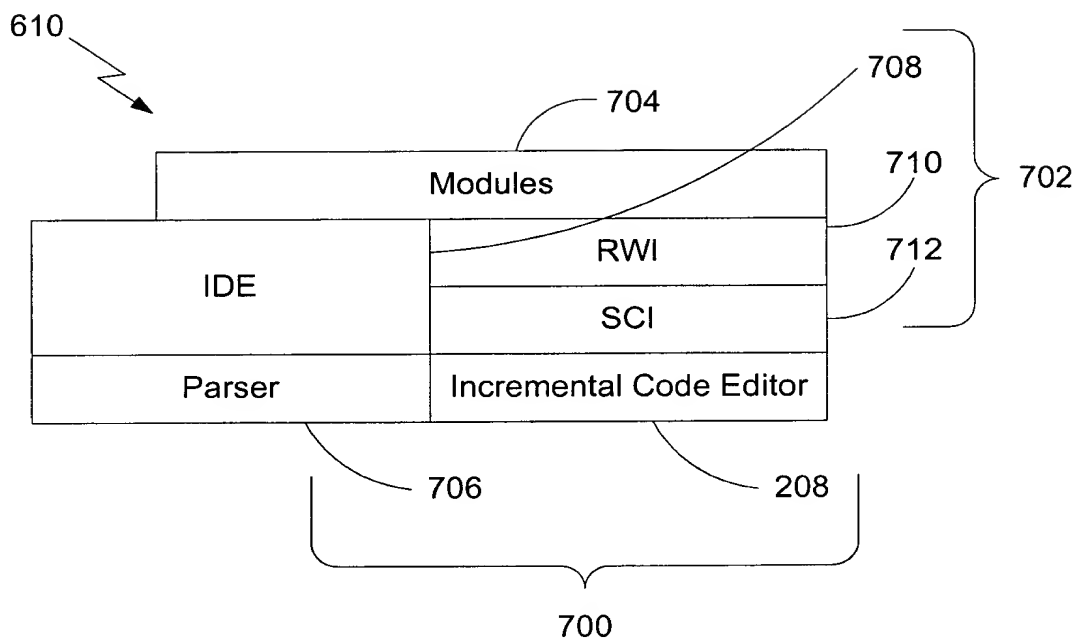 610
708
704
Modules
710
702
RWI
712
IDE
SCI
Parser
Incremental Code Editor
706
208
700